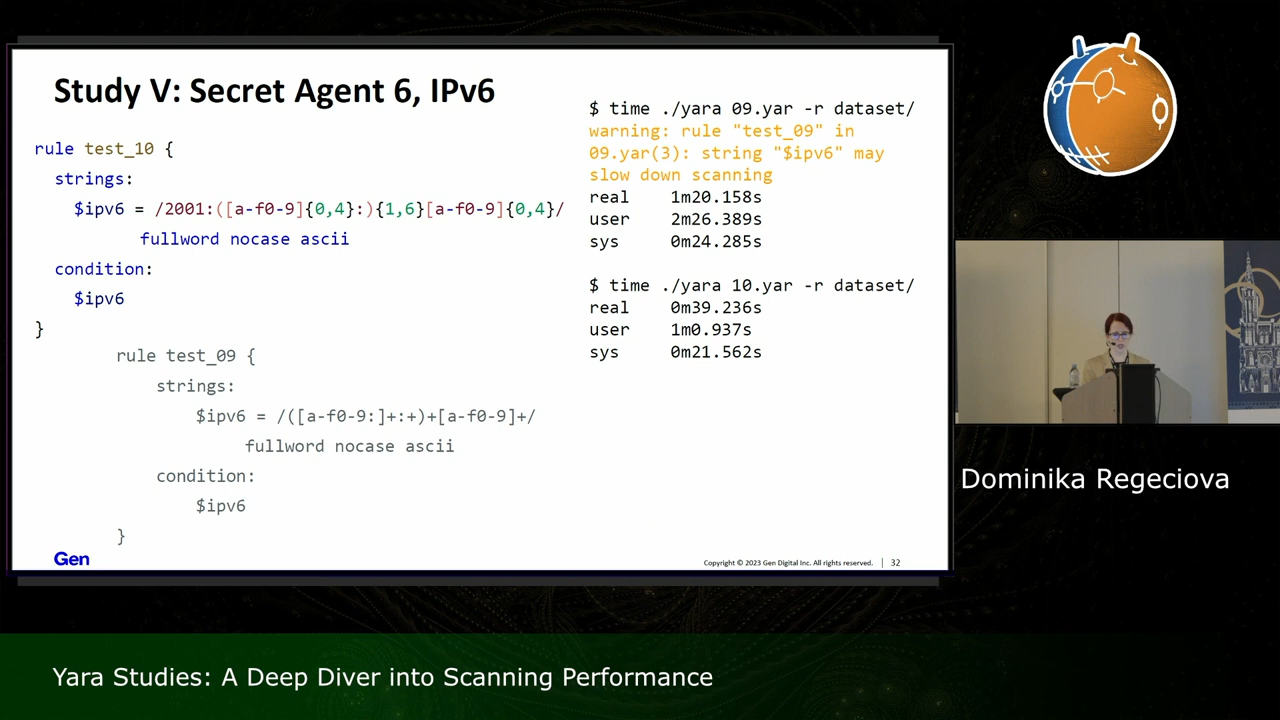 Study V: Secret Agent 6, IPv6
rule test_10 {
strings:
$ipv6 = /2001:([a-f0-9]{0,4}:){1,6}[a-f0-9]{0,4}/
fullword nocase ascii
condition:
$ipv6
}
rule test_09 {
strings:
$ipv6 = /([a-f0-9:]+:+)+[a-f0-9]+/
fullword nocase ascii
condition:
$ipv6
}
$ time ./yara 09.yar -r dataset/
warning: rule "test_09" in
09.yar(3): string "$ipv6" may
slow down scanning
real 1m20.158s
user 2m26.389s
sys 0m24.285s
$ time ./yara 10.yar -r dataset/
real 0m39.236s
user 1m0.937s
sys 0m21.562s
Gen
Copyright © 2023 Gen Digital Inc. All rights reserved. | 32
Dominika Regeciova
Yara Studies: A Deep Diver into Scanning Performance